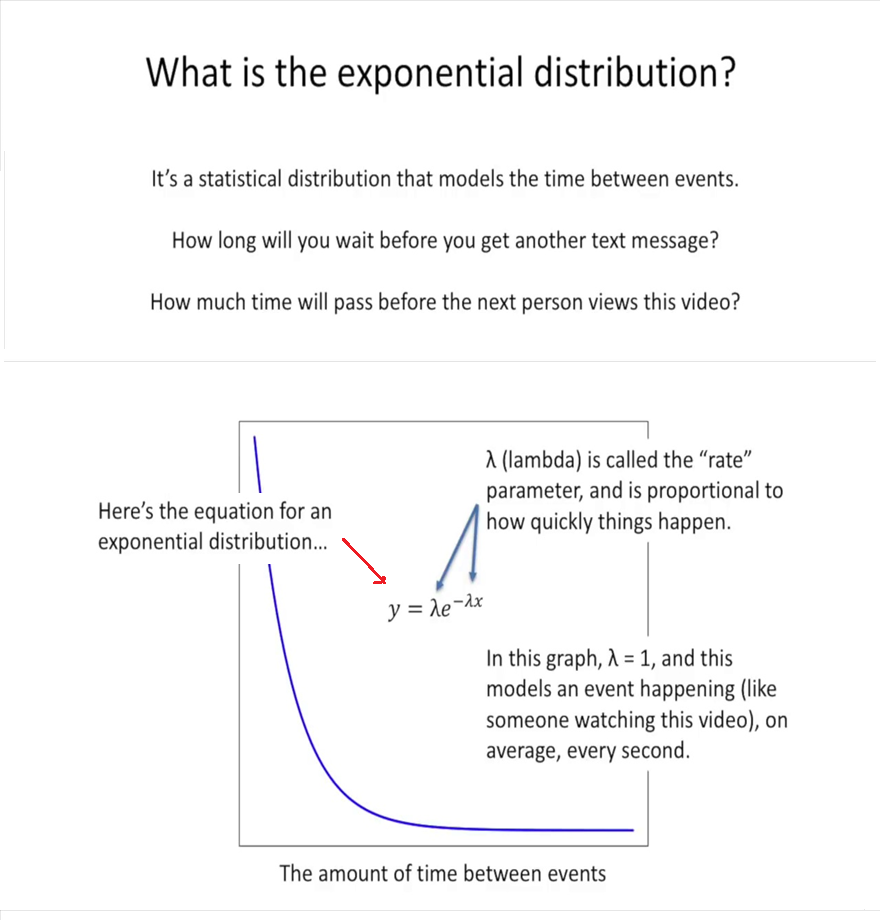 What is the exponential distribution?
It's a statistical distribution that models the time between events.
How long will you wait before you get another text message?
How much time will pass before the next person views this video?
Here's the equation for an
exponential distribution...
λ (lambda) is called the “rate”
parameter, and is proportional to
how quickly things happen.
y = λe^{-λx}
In this graph, λ = 1, and this
models an event happening (like
someone watching this video), on
average, every second.
The amount of time between events